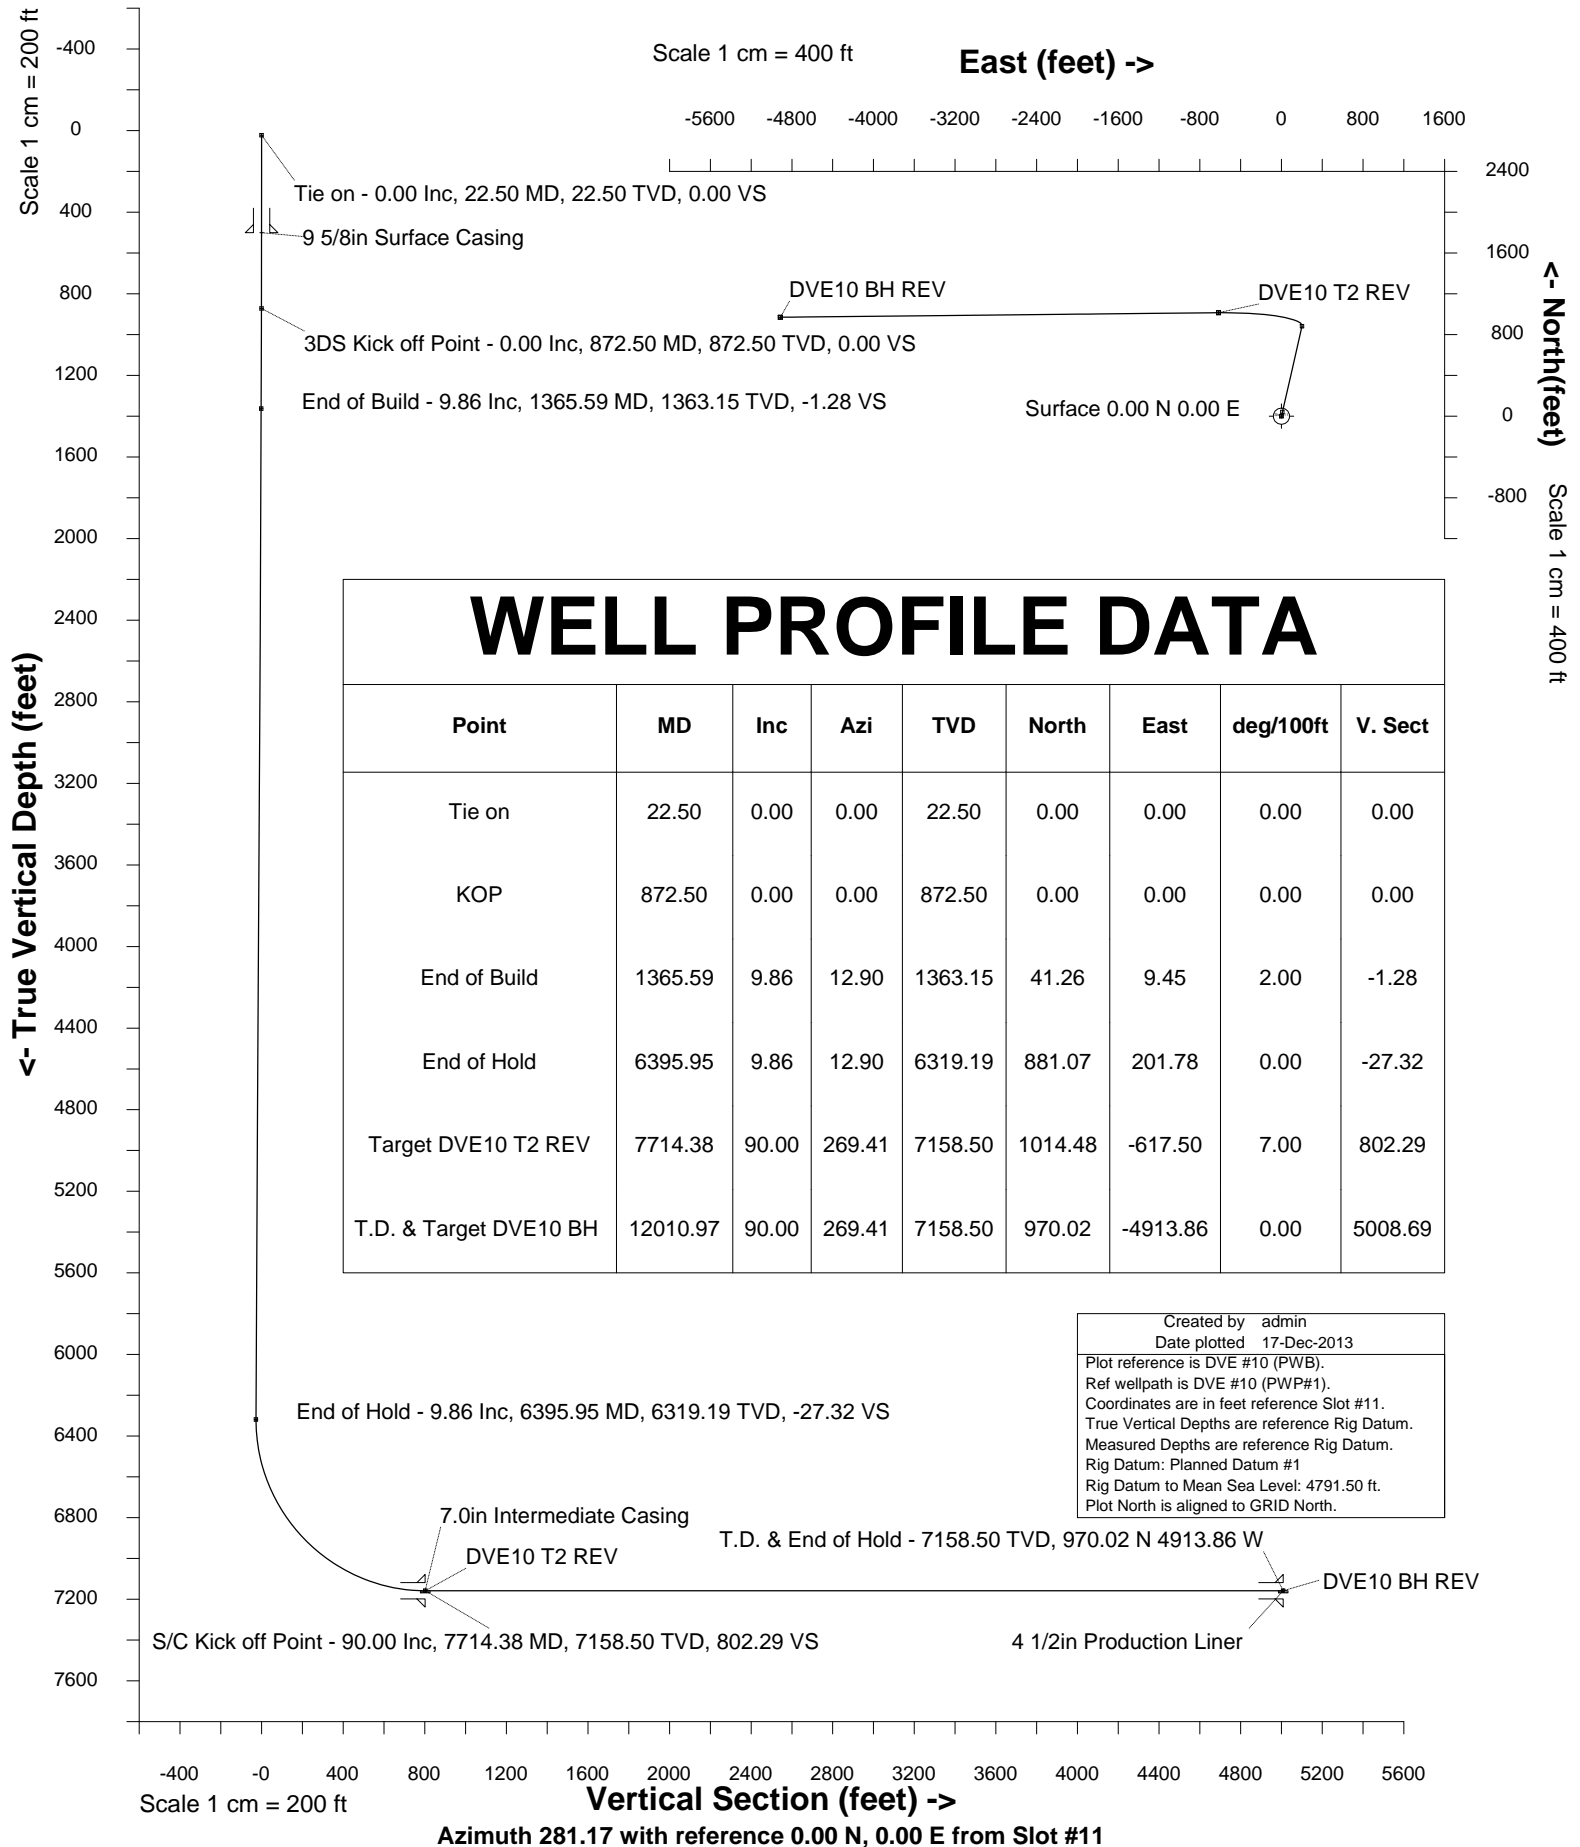 Scale 1 cm = 200 ft
-400
0
400
800
1200
1600
2000
2400
2800
3200
3600
4000
4400
4800
5200
5600
6000
6400
6800
7200
7600
<- True Vertical Depth (feet)
Scale 1 cm = 400 ft
East (feet) ->
-5600 -4800 -4000 -3200 -2400 -1600 -800 0 800 1600
2400
1600
800
0
-800
<- North(feet)
Scale 1 cm = 400 ft
Tie on - 0.00 Inc, 22.50 MD, 22.50 TVD, 0.00 VS
9 5/8in Surface Casing
3DS Kick off Point - 0.00 Inc, 872.50 MD, 872.50 TVD, 0.00 VS
End of Build - 9.86 Inc, 1365.59 MD, 1363.15 TVD, -1.28 VS
DVE10 BH REV
DVE10 T2 REV
Surface 0.00 N 0.00 E
WELL PROFILE DATA
Point MD Inc Azi TVD North East deg/100ft V. Sect
Tie on 22.50 0.00 0.00 22.50 0.00 0.00 0.00 0.00
KOP 872.50 0.00 0.00 872.50 0.00 0.00 0.00 0.00
End of Build 1365.59 9.86 12.90 1363.15 41.26 9.45 2.00 -1.28
End of Hold 6395.95 9.86 12.90 6319.19 881.07 201.78 0.00 -27.32
Target DVE10 T2 REV 7714.38 90.00 269.41 7158.50 1014.48 -617.50 7.00 802.29
T.D. & Target DVE10 BH 12010.97 90.00 269.41 7158.50 970.02 -4913.86 0.00 5008.69
Created by admin
Date plotted 17-Dec-2013
Plot reference is DVE #10 (PWB).
Ref wellpath is DVE #10 (PWP#1).
Coordinates are in feet reference Slot #11.
True Vertical Depths are reference Rig Datum.
Measured Depths are reference Rig Datum.
Rig Datum: Planned Datum #1
Rig Datum to Mean Sea Level: 4791.50 ft.
Plot North is aligned to GRID North.
End of Hold - 9.86 Inc, 6395.95 MD, 6319.19 TVD, -27.32 VS
7.0in Intermediate Casing
DVE10 T2 REV
T.D. & End of Hold - 7158.50 TVD, 970.02 N 4913.86 W
DVE10 BH REV
S/C Kick off Point - 90.00 Inc, 7714.38 MD, 7158.50 TVD, 802.29 VS
4 1/2in Production Liner
-400 -0 400 800 1200 1600 2000 2400 2800 3200 3600 4000 4400 4800 5200 5600
Scale 1 cm = 200 ft
Vertical Section (feet) ->
Azimuth 281.17 with reference 0.00 N, 0.00 E from Slot #11